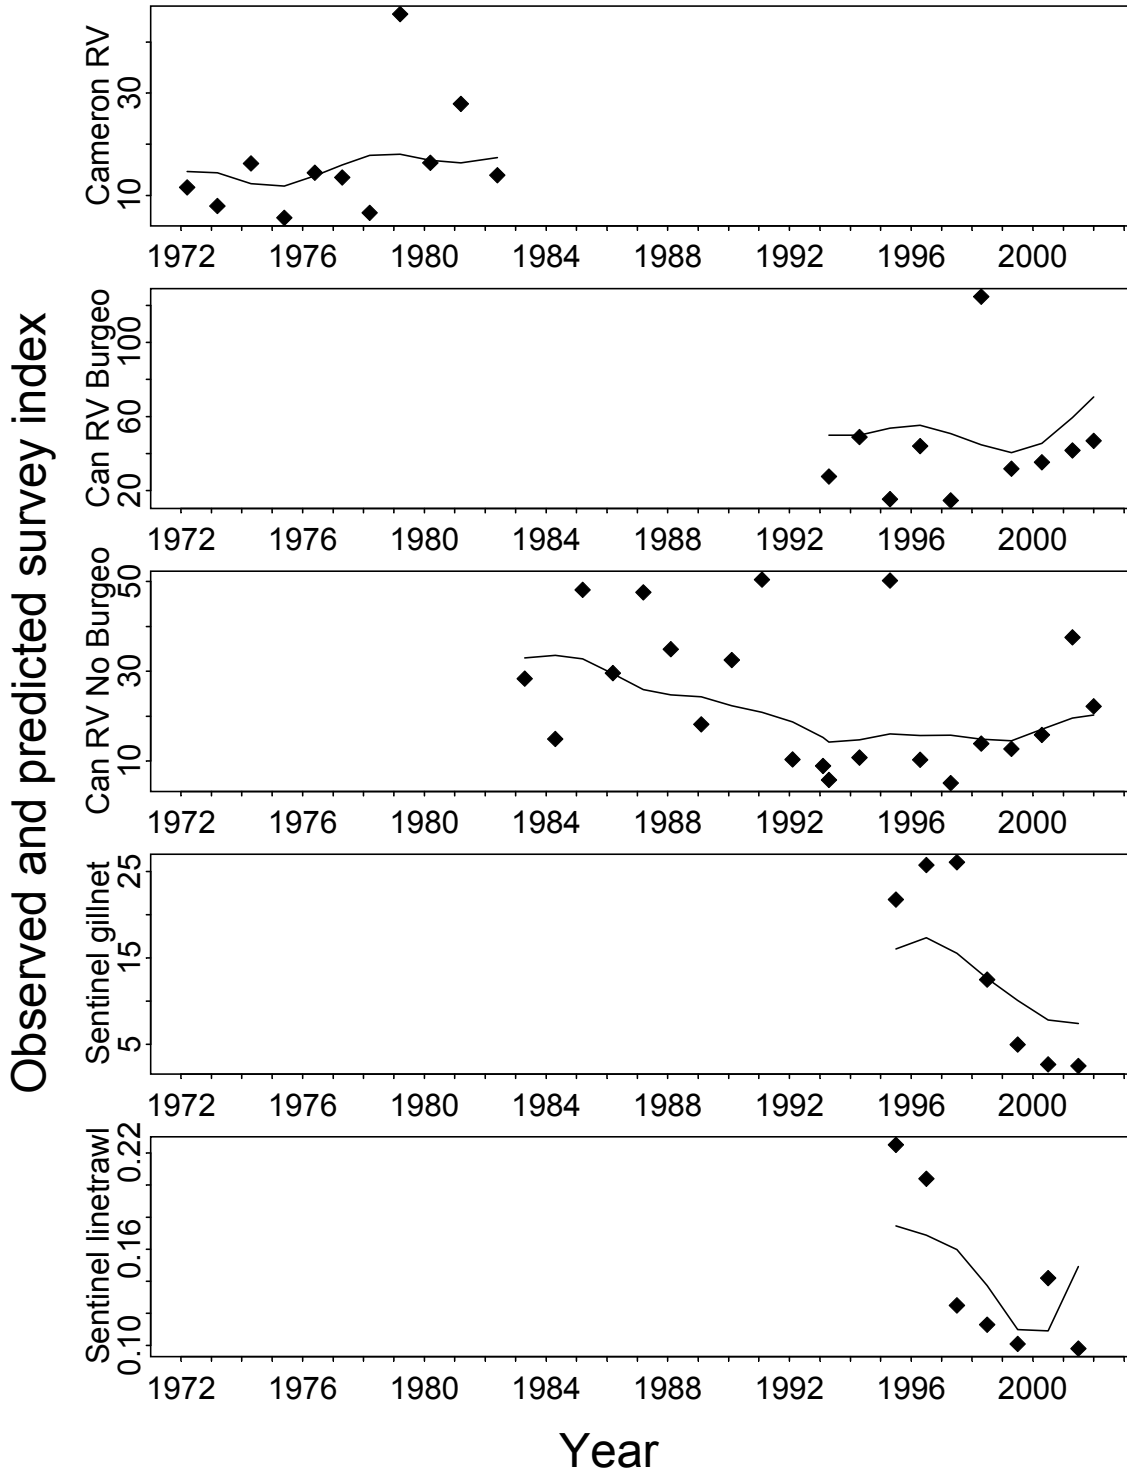 Observed and predicted survey index
Cameron RV
10 30
1972 1976 1980 1984 1988 1992 1996 2000
Can RV Burgeo
20 60 100
1972 1976 1980 1984 1988 1992 1996 2000
Can RV No Burgeo
10 30 50
1972 1976 1980 1984 1988 1992 1996 2000
Sentinel gillnet
5 15 25
1972 1976 1980 1984 1988 1992 1996 2000
Sentinel linetrawl
0.10 0.16 0.22
1972 1976 1980 1984 1988 1992 1996 2000
Year